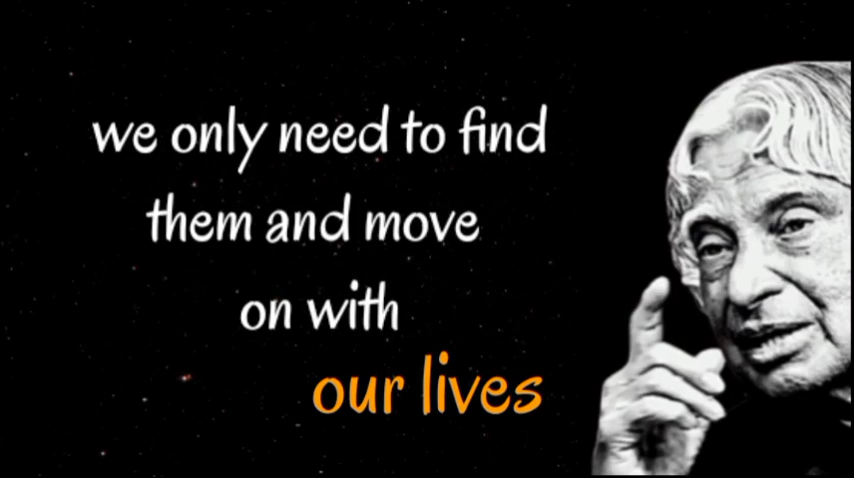 we only need to find
them and move
on with
our lives